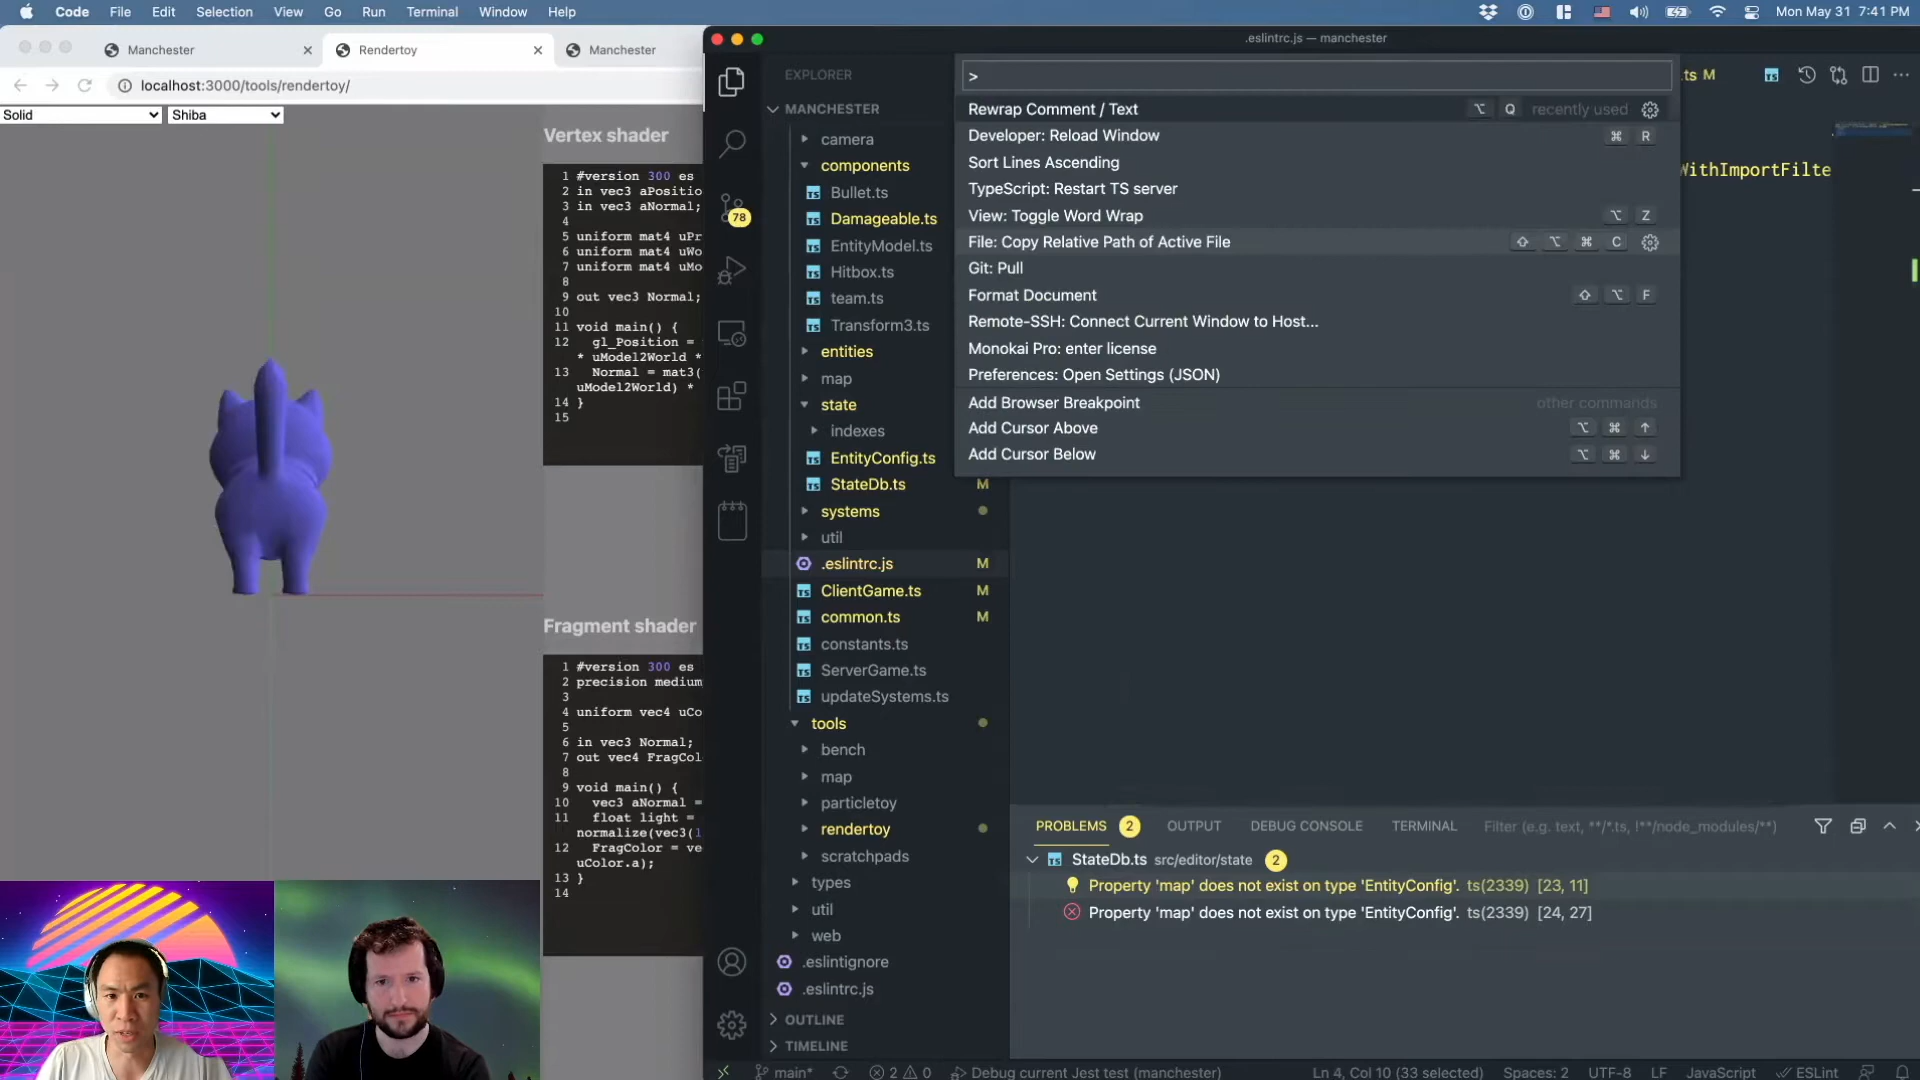 Code File Edit Selection View Go Run Terminal Window Help
Mon May 31 7:41 PM
Manchester
Rendertoy
Manchester
localhost:3000/tools/rendertoy/
Solid
Shiba
Vertex shader
1 #version 300 es
2 in vec3 aPositio
3 in vec3 aNormal;
4
5 uniform mat4 uPr
6 uniform mat4 uWo
7 uniform mat4 uMo
8
9 out vec3 Normal;
10
11 void main() {
12 gl_Position =
* uModel2World *
13 Normal = mat3(
uModel2World) *
14 }
15
Fragment shader
1 #version 300 es
2 precision medium
3
4 uniform vec4 uCo
5
6 in vec3 Normal;
7 out vec4 FragCol
8
9 void main() {
10 vec3 aNormal =
11 float light =
normalize(vec3(1
12 FragColor = ve
uColor.a);
13 }
14
.eslintrc.js — manchester
EXPLORER
MANCHESTER
camera
components
Bullet.ts
Damageable.ts
EntityModel.ts
Hitbox.ts
team.ts
Transform3.ts
entities
map
state
indexes
EntityConfig.ts
StateDb.ts M
systems
util
.eslintrc.js M
ClientGame.ts M
common.ts M
constants.ts
ServerGame.ts
updateSystems.ts
tools
bench
map
particletoy
rendertoy
scratchpads
types
util
web
.eslintignore
.eslintrc.js
OUTLINE
TIMELINE
78
>
.ts M
Rewrap Comment / Text ⌥ Q recently used
Developer: Reload Window ⌘ R
Sort Lines Ascending
TypeScript: Restart TS server
View: Toggle Word Wrap ⌥ Z
File: Copy Relative Path of Active File ⇧ ⌥ ⌘ C
Git: Pull
Format Document ⇧ ⌥ F
Remote-SSH: Connect Current Window to Host...
Monokai Pro: enter license
Preferences: Open Settings (JSON)
Add Browser Breakpoint other commands
Add Cursor Above ⌥ ⌘ ↑
Add Cursor Below ⌥ ⌘ ↓
WithImportFilte
PROBLEMS 2 OUTPUT DEBUG CONSOLE TERMINAL Filter (e.g. text, **/*.ts, !**/node_modules/**)
StateDb.ts src/editor/state 2
Property 'map' does not exist on type 'EntityConfig'. ts(2339) [23, 11]
Property 'map' does not exist on type 'EntityConfig'. ts(2339) [24, 27]
main* 2 0 Debug current Jest test (manchester) Ln 4, Col 10 (33 selected) Spaces: 2 UTF-8 LF JavaScript ESLint